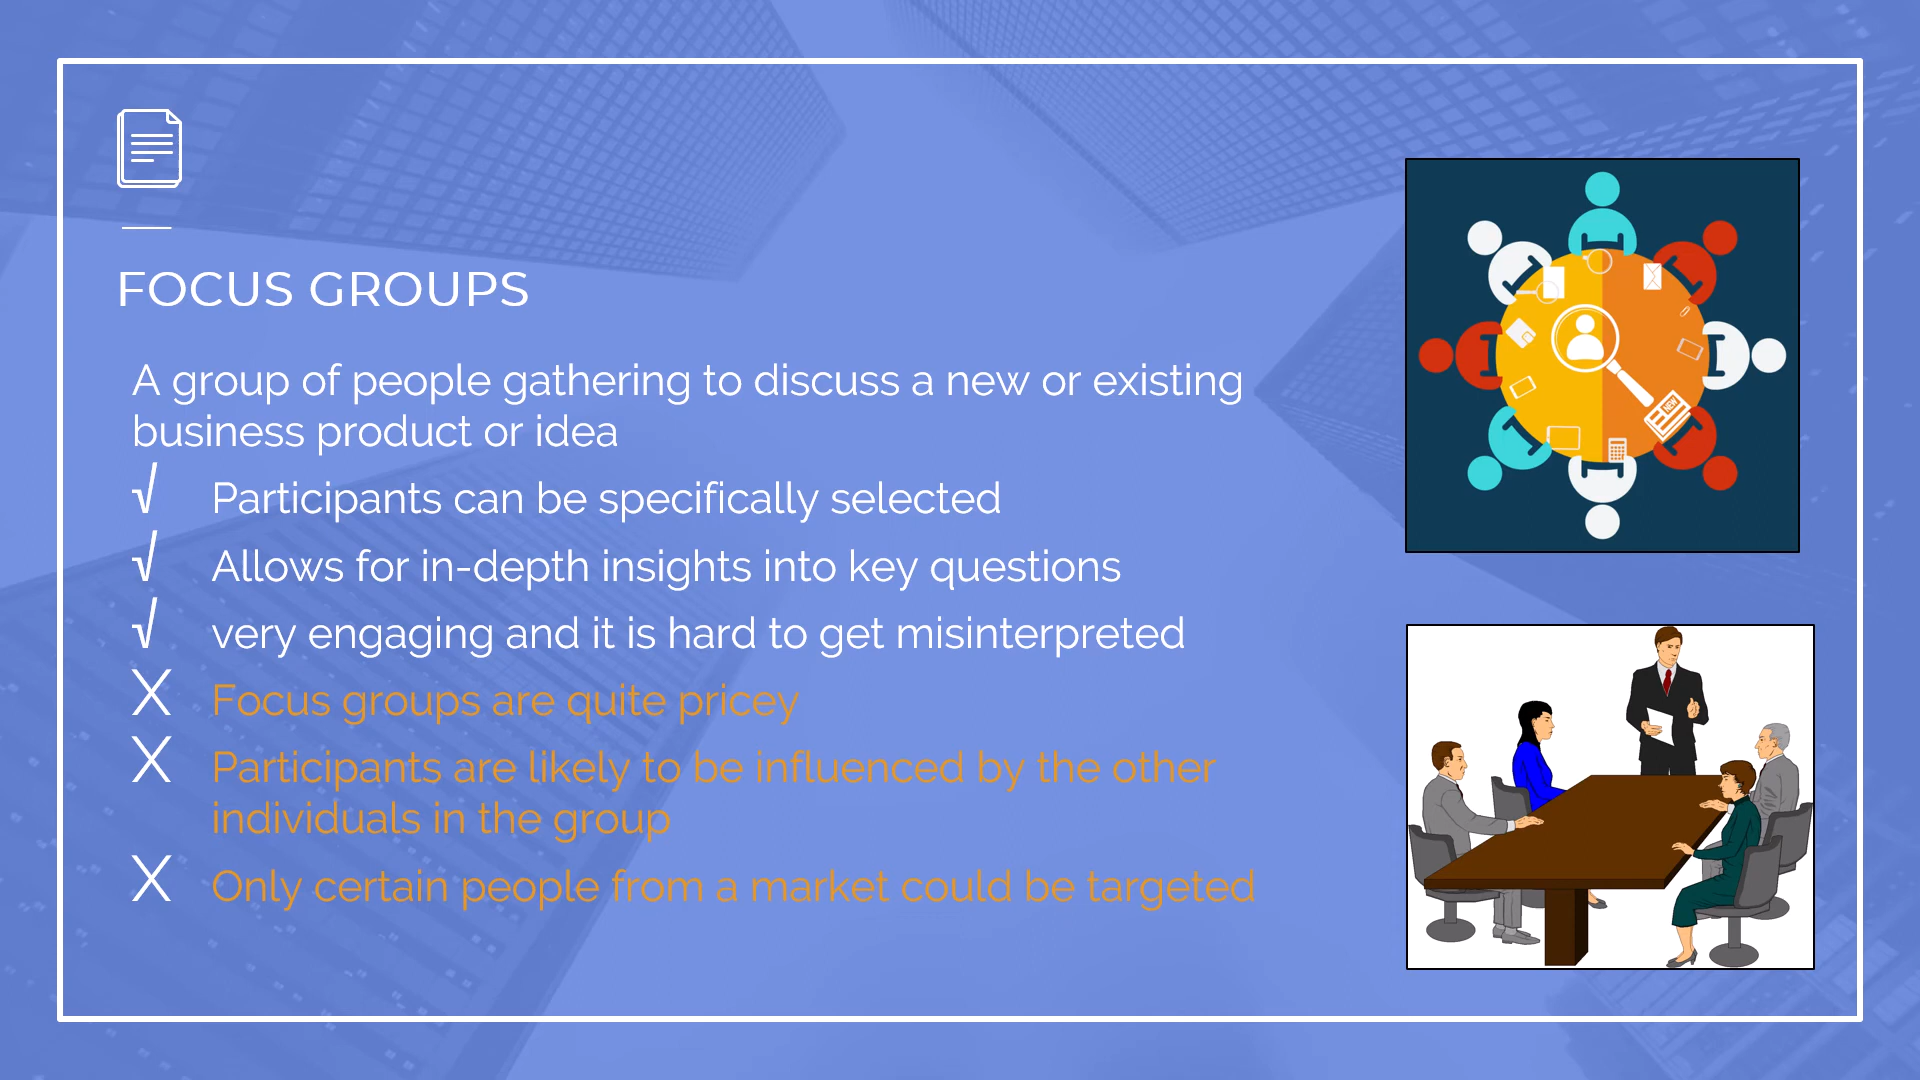 FOCUS GROUPS
A group of people gathering to discuss a new or existing
business product or idea
√ Participants can be specifically selected
√ Allows for in-depth insights into key questions
√ very engaging and it is hard to get misinterpreted
X Focus groups are quite pricey
X Participants are likely to be influenced by the other
individuals in the group
X Only certain people from a market could be targeted
NEW